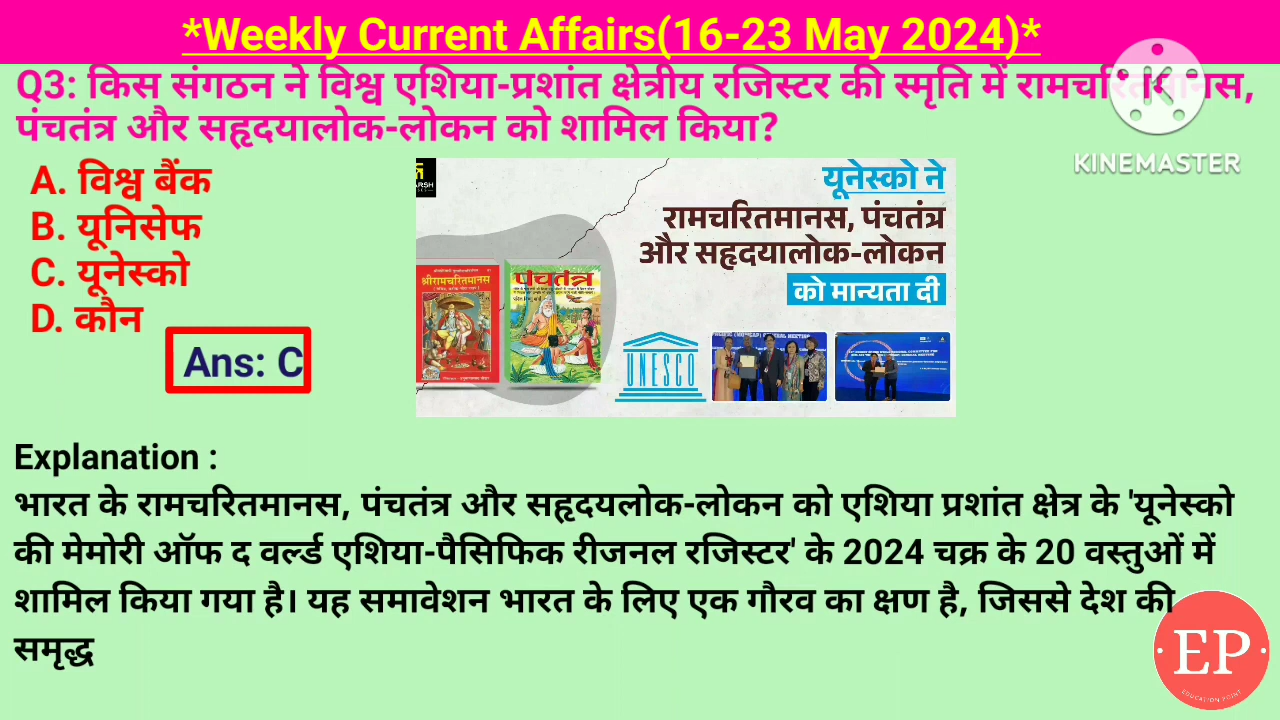 *Weekly Current Affairs(16-23 May 2024)*
Q3: किस संगठन ने विश्व एशिया-प्रशांत क्षेत्रीय रजिस्टर की स्मृति में रामचरितमानस,
पंचतंत्र और सहृदयालोक-लोकन को शामिल किया?
KINEMASTER
A. विश्व बैंक
B. यूनिसेफ
C. यूनेस्को
D. कौन
Ans: C
यूनेस्को ने
रामचरितमानस, पंचतंत्र
और सहृदयालोक-लोकन
को मान्यता दी
श्रीरामचरितमानस
पंचतंत्र
UNESCO
Explanation :
भारत के रामचरितमानस, पंचतंत्र और सहृदयलोक-लोकन को एशिया प्रशांत क्षेत्र के 'यूनेस्को
की मेमोरी ऑफ द वर्ल्ड एशिया-पैसिफिक रीजनल रजिस्टर' के 2024 चक्र के 20 वस्तुओं में
शामिल किया गया है। यह समावेशन भारत के लिए एक गौरव का क्षण है, जिससे देश की
समृद्ध
EP
EDUCATION POINT